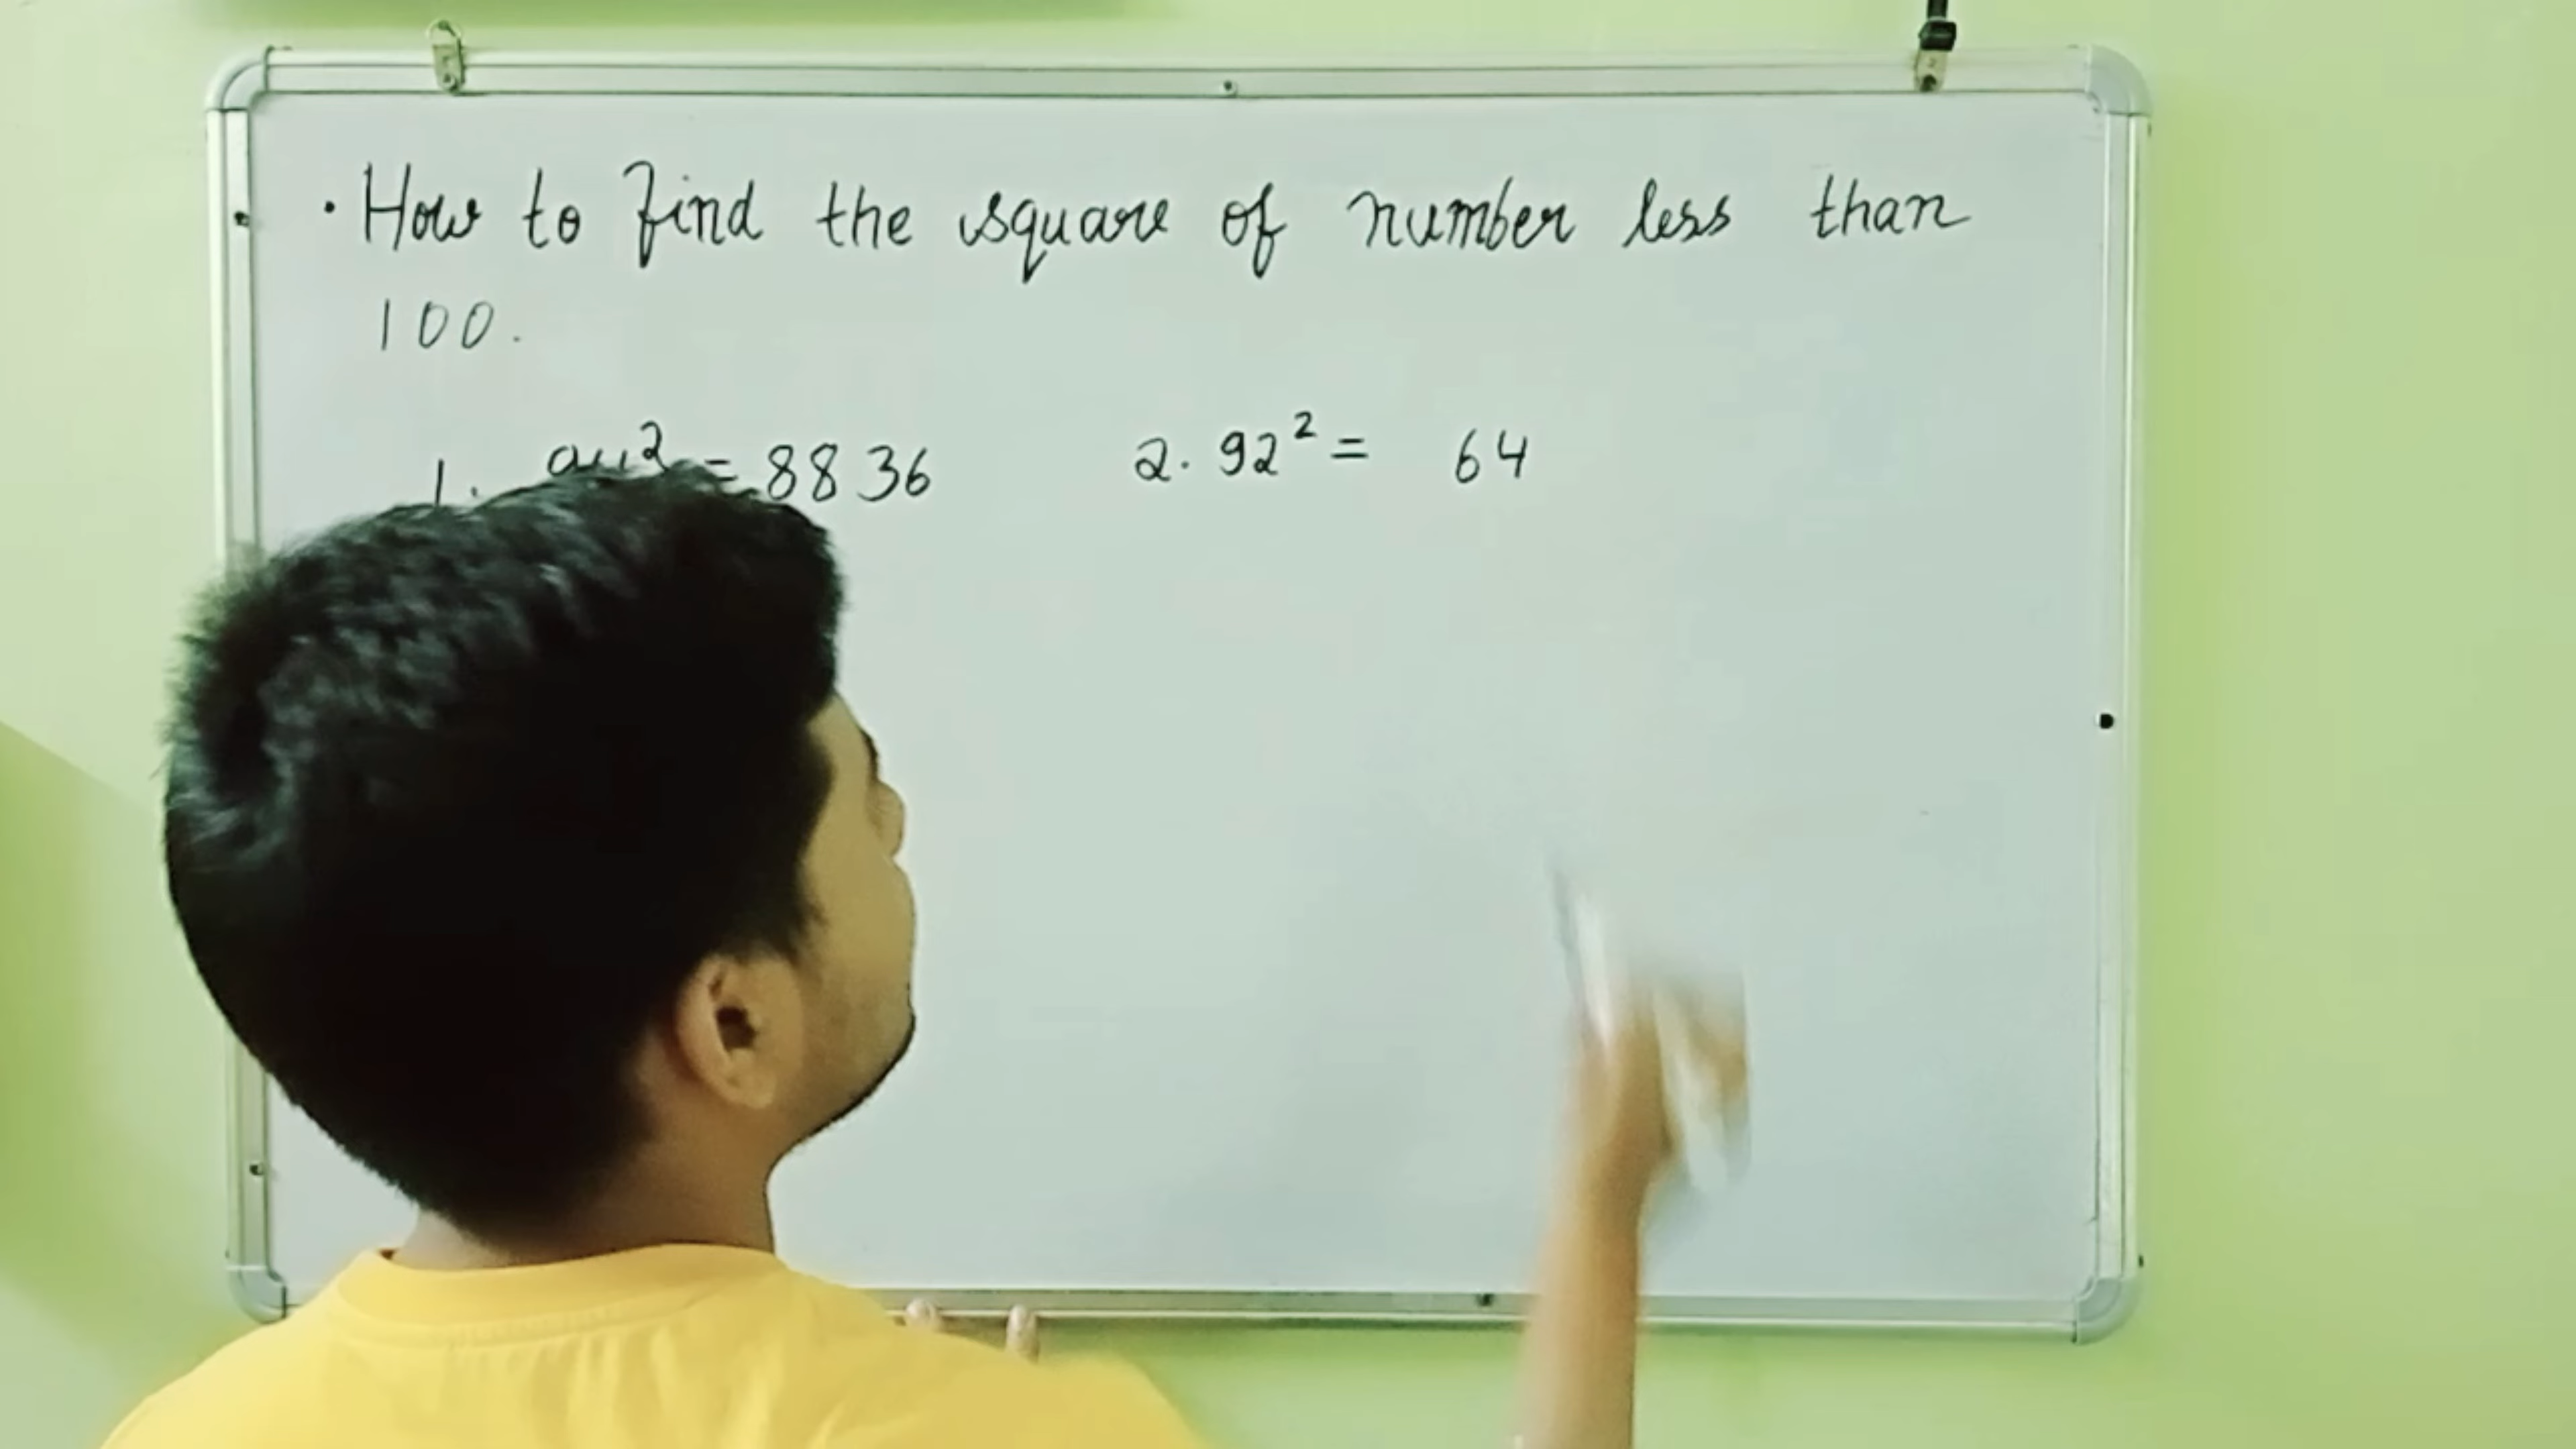 · How to find the square of number less than
100.
1. 94² = 8836 2. 92² = 64